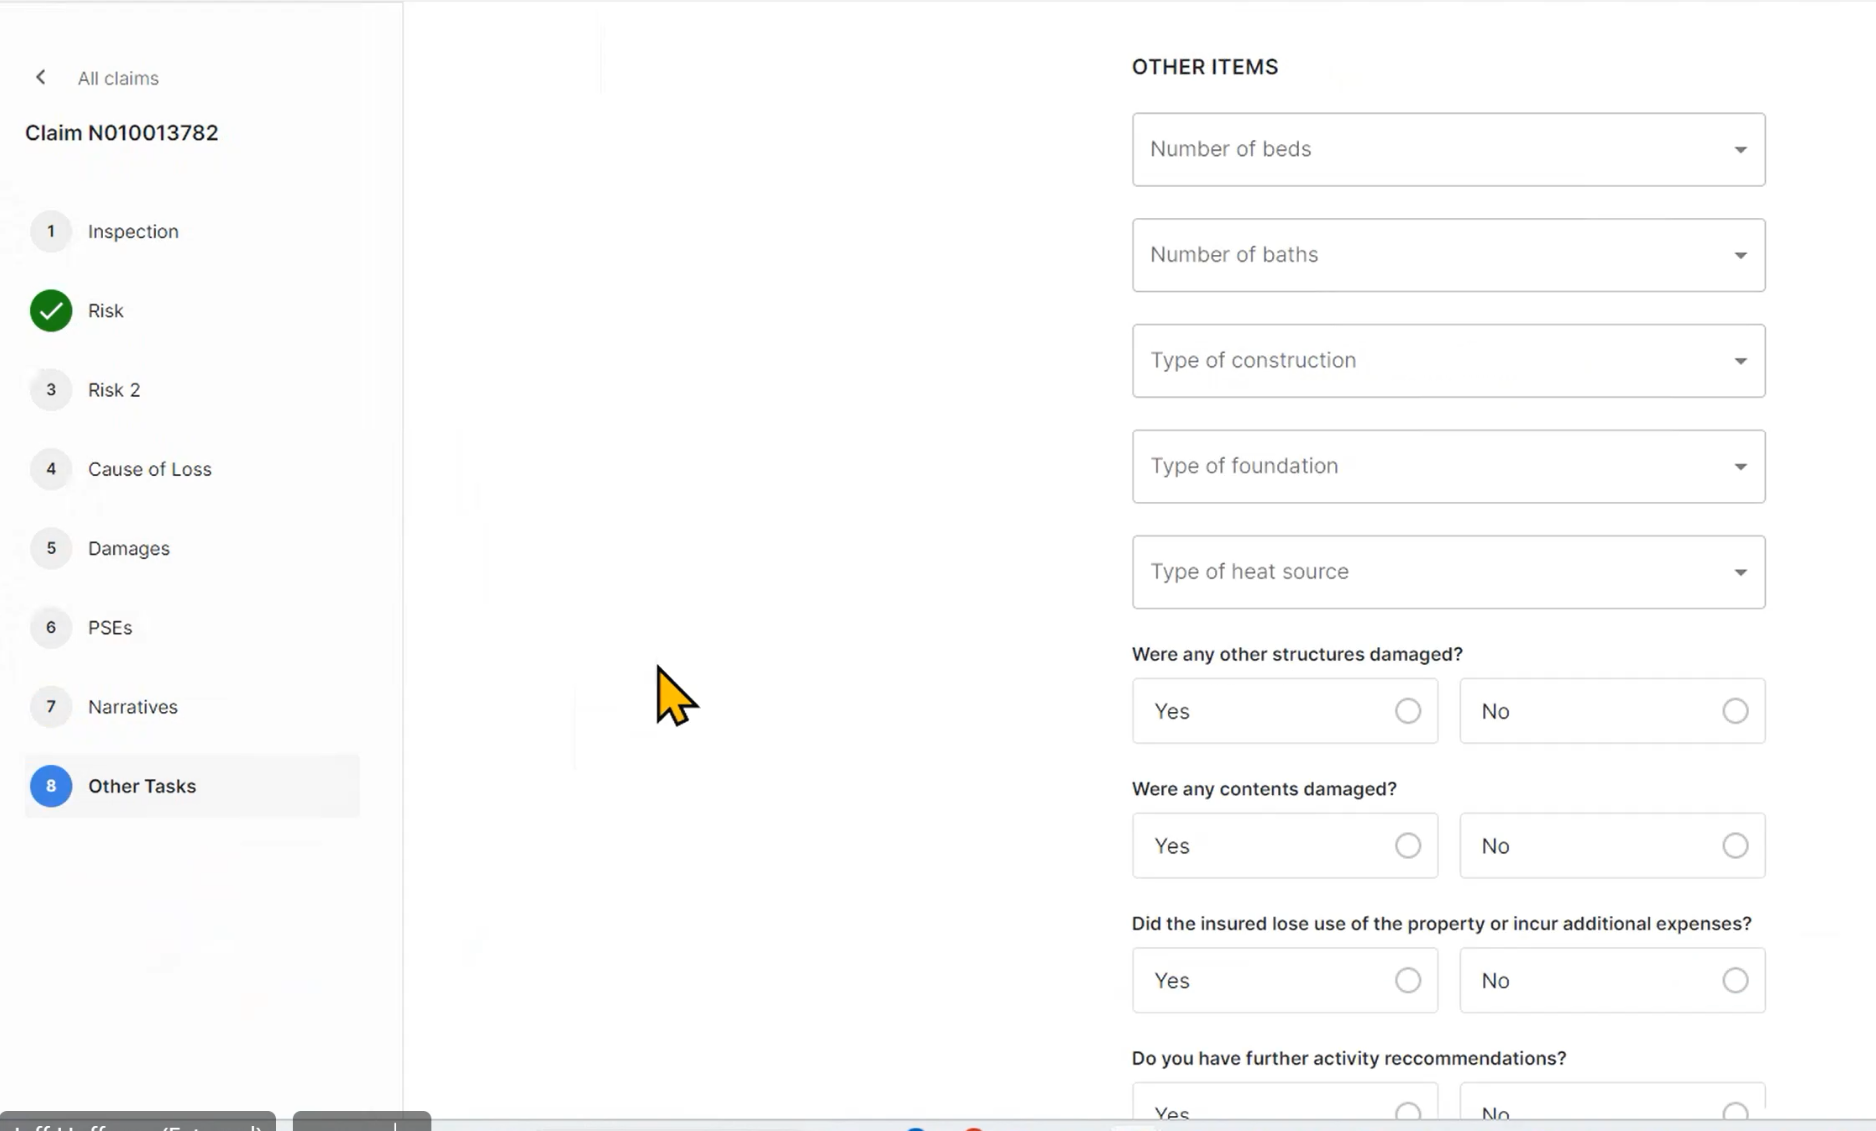 All claims
Claim N010013782
1 Inspection
Risk
3 Risk 2
4 Cause of Loss
5 Damages
6 PSEs
7 Narratives
8 Other Tasks
OTHER ITEMS
Number of beds
Number of baths
Type of construction
Type of foundation
Type of heat source
Were any other structures damaged?
Yes No
Were any contents damaged?
Yes No
Did the insured lose use of the property or incur additional expenses?
Yes No
Do you have further activity reccommendations?
Yes No